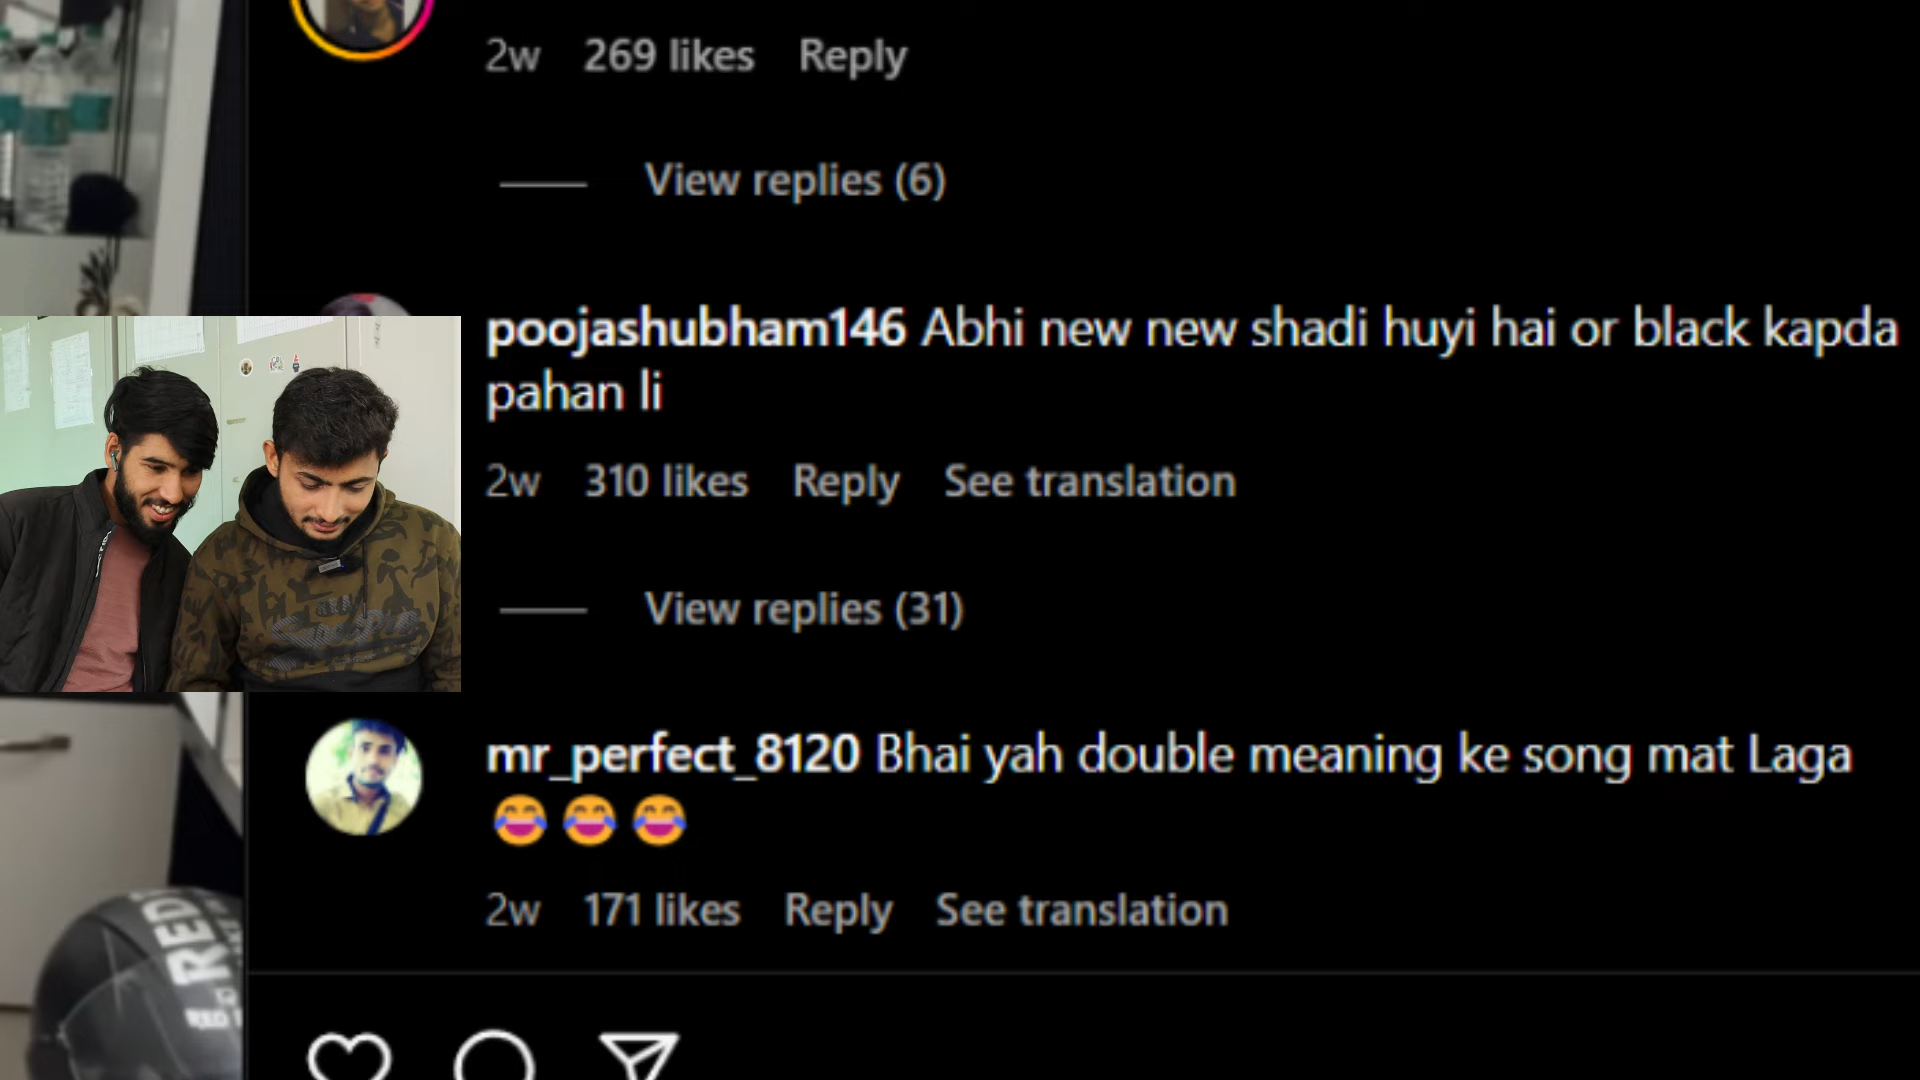 2w 269 likes Reply
View replies (6)
poojashubham146 Abhi new new shadi huyi hai or black kapda
pahan li
2w 310 likes Reply See translation
View replies (31)
mr_perfect_8120 Bhai yah double meaning ke song mat Laga
😂😂😂
2w 171 likes Reply See translation
RED